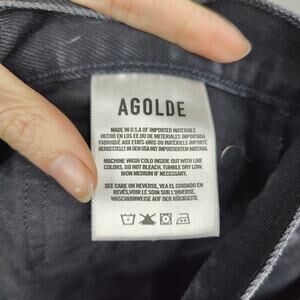 AGOLDE
MADE IN U.S.A OF IMPORTED MATERIALS
HECHO EN LOS EE.UU DE MATERIALES IMPORTADA
FABRIQUÉ AUX ETATS-UNIS DU MATÉRIEL IMPORTÉ
HERGESTELLT IN DEN USA MIT IMPORTIERTEN MATERIALIEN
MACHINE WASH COLD INSIDE OUT WITH LIKE
COLORS. DO NOT BLEACH. TUMBLE DRY LOW.
IRON MEDIUM IF NECESSARY.
SEE CARE ON REVERSE, VEA EL CUIDADO EN
REVÉS, VOIR LE SOIN SUR L'INVERSE,
WASCHHINWEISE AUF DER RÜCKSEITE